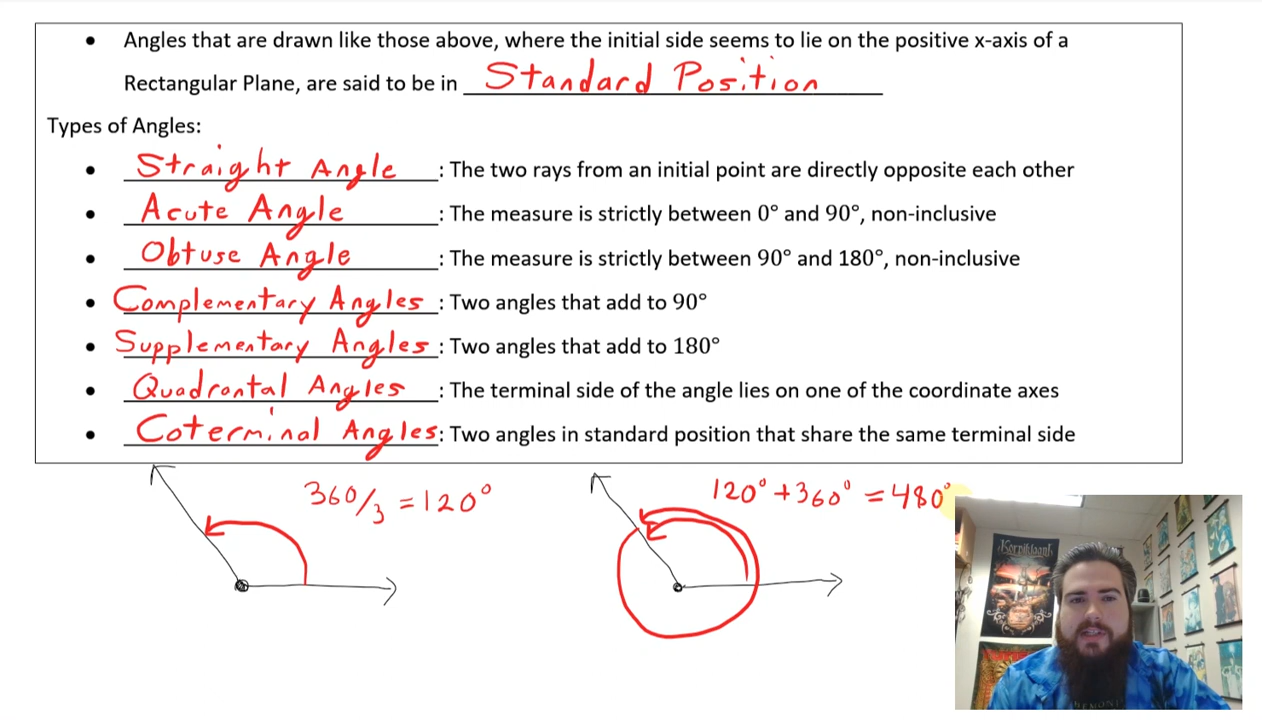 • Angles that are drawn like those above, where the initial side seems to lie on the positive x-axis of a
Rectangular Plane, are said to be in Standard Position
Types of Angles:
• Straight Angle: The two rays from an initial point are directly opposite each other
• Acute Angle: The measure is strictly between 0° and 90°, non-inclusive
• Obtuse Angle: The measure is strictly between 90° and 180°, non-inclusive
• Complementary Angles: Two angles that add to 90°
• Supplementary Angles: Two angles that add to 180°
• Quadrantal Angles: The terminal side of the angle lies on one of the coordinate axes
• Coterminal Angles: Two angles in standard position that share the same terminal side
360/3 = 120°
120° + 360° = 480°
Korpiklaani